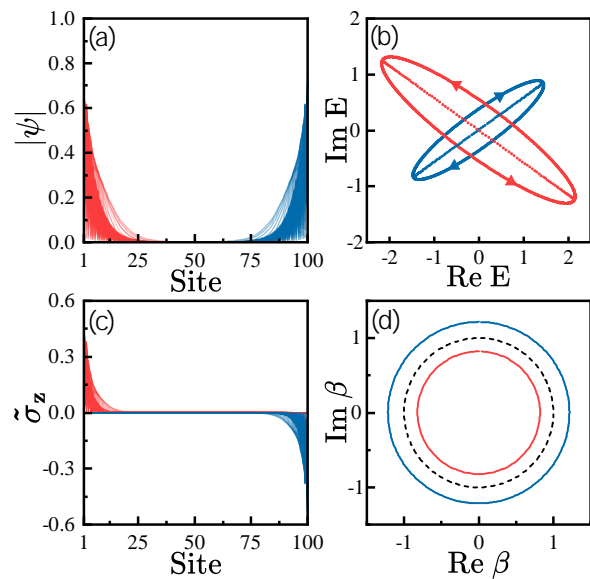 (a)
1.0
0.8
0.6
0.4
0.2
0.0
|ψ|
1 25 50 75 100
Site
(b)
2
1
0
-1
-2
Im E
-2 -1 0 1 2
Re E
(c)
0.6
0.3
0.0
-0.3
-0.6
σ̃z
1 25 50 75 100
Site
(d)
1
0
-1
Im β
-1 0 1
Re β